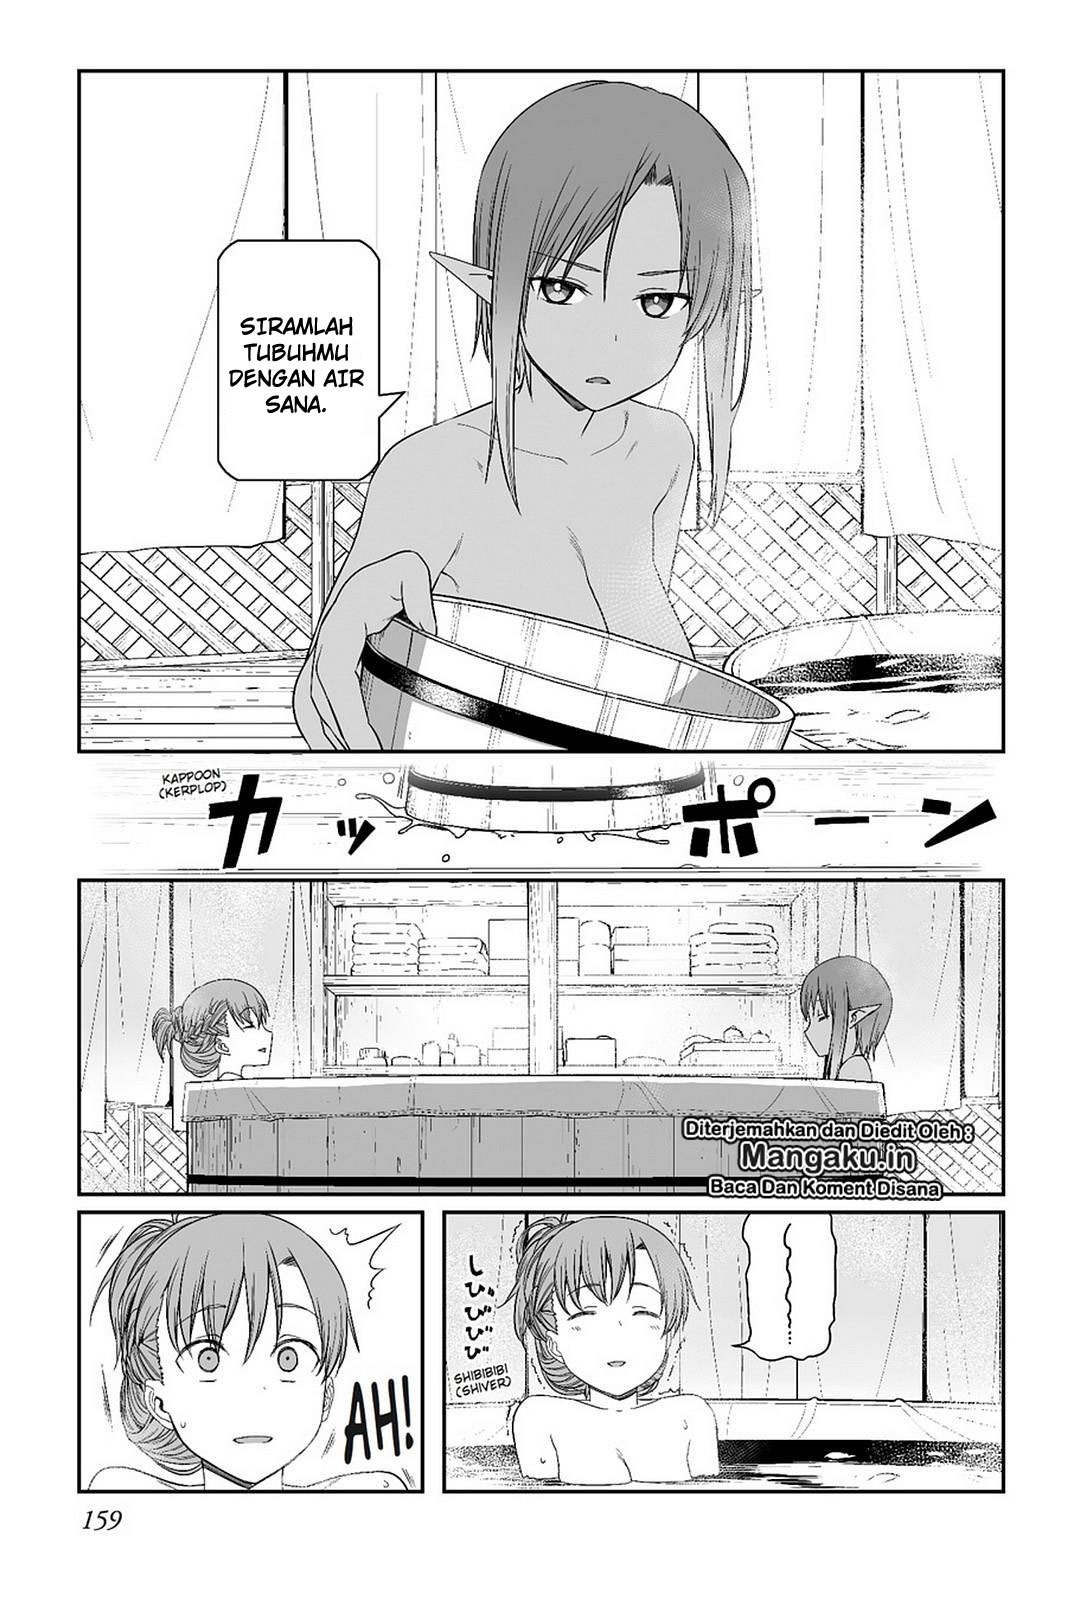 SIRAMLAH
TUBUHMU
DENGAN AIR
SANA.
KAPPOON
(KERPLOP)
カッポーン
Diterjemahkan dan Diedit Oleh :
Mangaku.in
Baca Dan Koment Disana
AH!
しびびびび
SHIBIBIBI
(SHIVER)
159